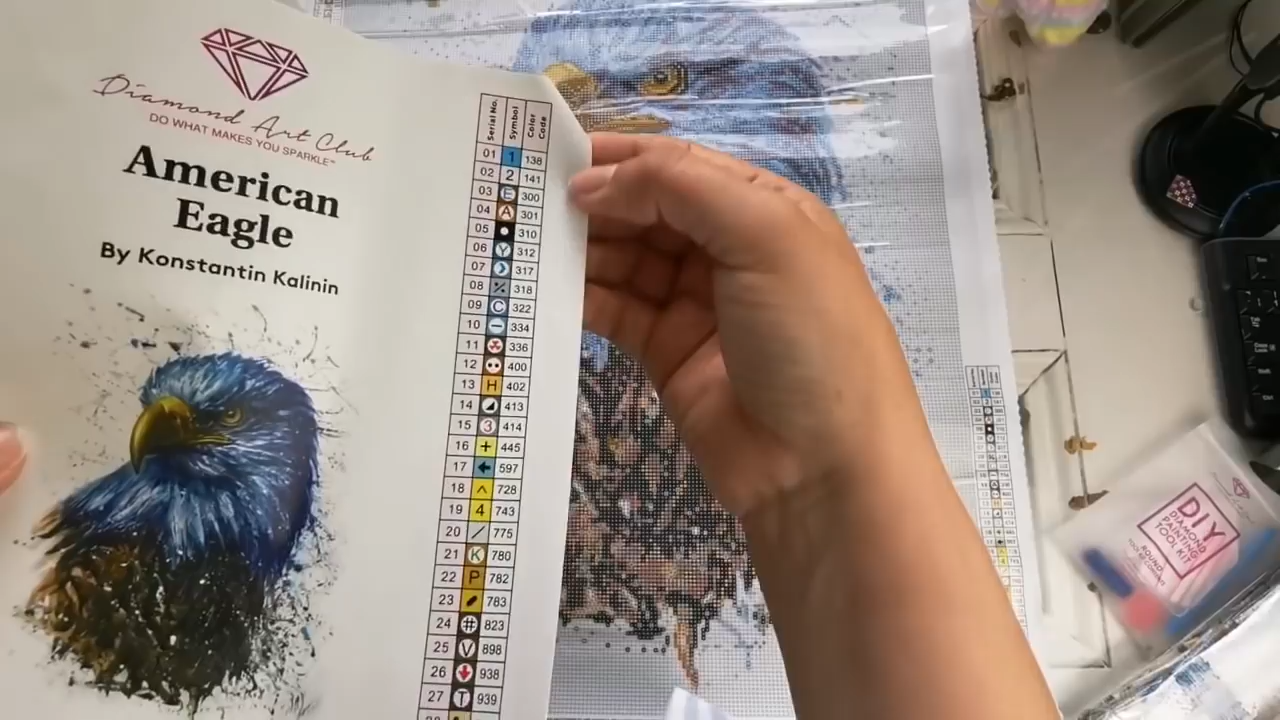 Diamond Art Club
DO WHAT MAKES YOU SPARKLE™
American
Eagle
By Konstantin Kalinin
Serial No. Symbol Color Code
01 1 138
02 2 141
03 E 300
04 A 301
05 310
06 Y 312
07 317
08 318
09 C 322
10 − 334
11 336
12 400
13 H 402
14 413
15 3 414
16 + 445
17 597
18 ^ 728
19 4 743
20 / 775
21 K 780
22 P 782
23 783
24 # 823
25 V 898
26 938
27 T 939
DIY
DIAMOND
PAINTING
TOOL KIT
ROUND